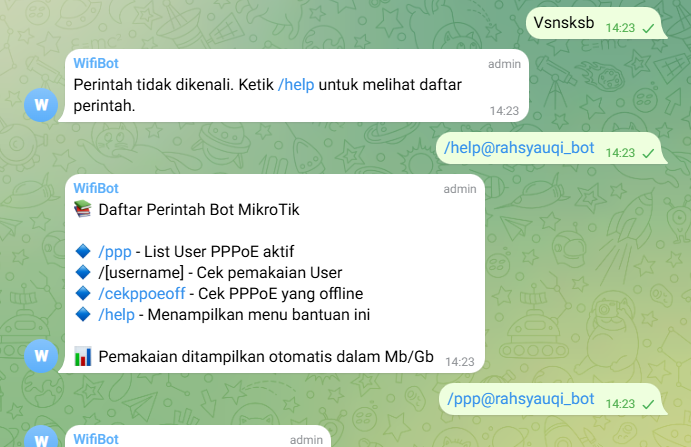 Vsnsksb 14:23
WifiBot admin
Perintah tidak dikenali. Ketik /help untuk melihat daftar
perintah. 14:23
W
/help@rahsyauqi_bot 14:23
WifiBot admin
📚 Daftar Perintah Bot MikroTik
🔷 /ppp - List User PPPoE aktif
🔷 /[username] - Cek pemakaian User
🔷 /cekppoeoff - Cek PPPoE yang offline
🔷 /help - Menampilkan menu bantuan ini
📊 Pemakaian ditampilkan otomatis dalam Mb/Gb 14:23
W
/ppp@rahsyauqi_bot 14:23
WifiBot admin
W